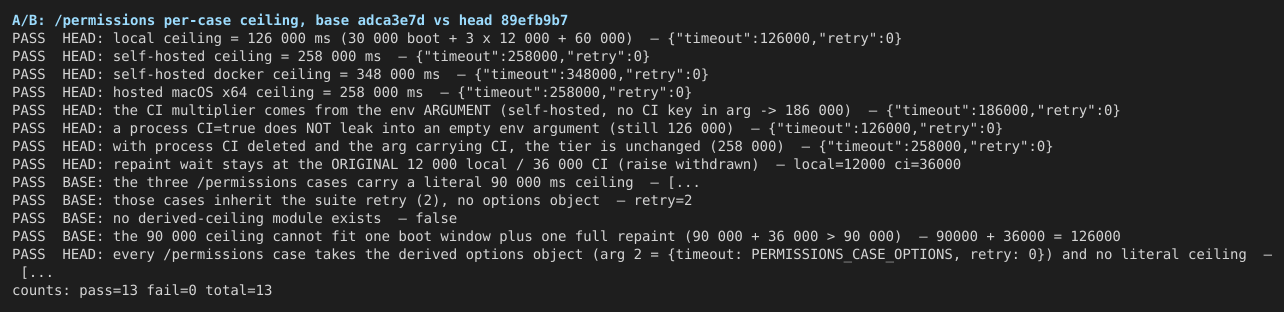 A/B: /permissions per-case ceiling, base adca3e7d vs head 89efb9b7
PASS  HEAD: local ceiling = 126 000 ms (30 000 boot + 3 x 12 000 + 60 000)  — {"timeout":126000,"retry":0}
PASS  HEAD: self-hosted ceiling = 258 000 ms  — {"timeout":258000,"retry":0}
PASS  HEAD: self-hosted docker ceiling = 348 000 ms  — {"timeout":348000,"retry":0}
PASS  HEAD: hosted macOS x64 ceiling = 258 000 ms  — {"timeout":258000,"retry":0}
PASS  HEAD: the CI multiplier comes from the env ARGUMENT (self-hosted, no CI key in arg -> 186 000)  — {"timeout":186000,"retry":0}
PASS  HEAD: a process CI=true does NOT leak into an empty env argument (still 126 000)  — {"timeout":126000,"retry":0}
PASS  HEAD: with process CI deleted and the arg carrying CI, the tier is unchanged (258 000)  — {"timeout":258000,"retry":0}
PASS  HEAD: repaint wait stays at the ORIGINAL 12 000 local / 36 000 CI (raise withdrawn)  — local=12000 ci=36000
PASS  BASE: the three /permissions cases carry a literal 90 000 ms ceiling  — [...
PASS  BASE: those cases inherit the suite retry (2), no options object  — retry=2
PASS  BASE: no derived-ceiling module exists  — false
PASS  BASE: the 90 000 ceiling cannot fit one boot window plus one full repaint (90 000 + 36 000 > 90 000)  — 90000 + 36000 = 126000
PASS  HEAD: every /permissions case takes the derived options object (arg 2 = {timeout: PERMISSIONS_CASE_OPTIONS, retry: 0}) and no literal ceiling  —
[...
counts: pass=13 fail=0 total=13